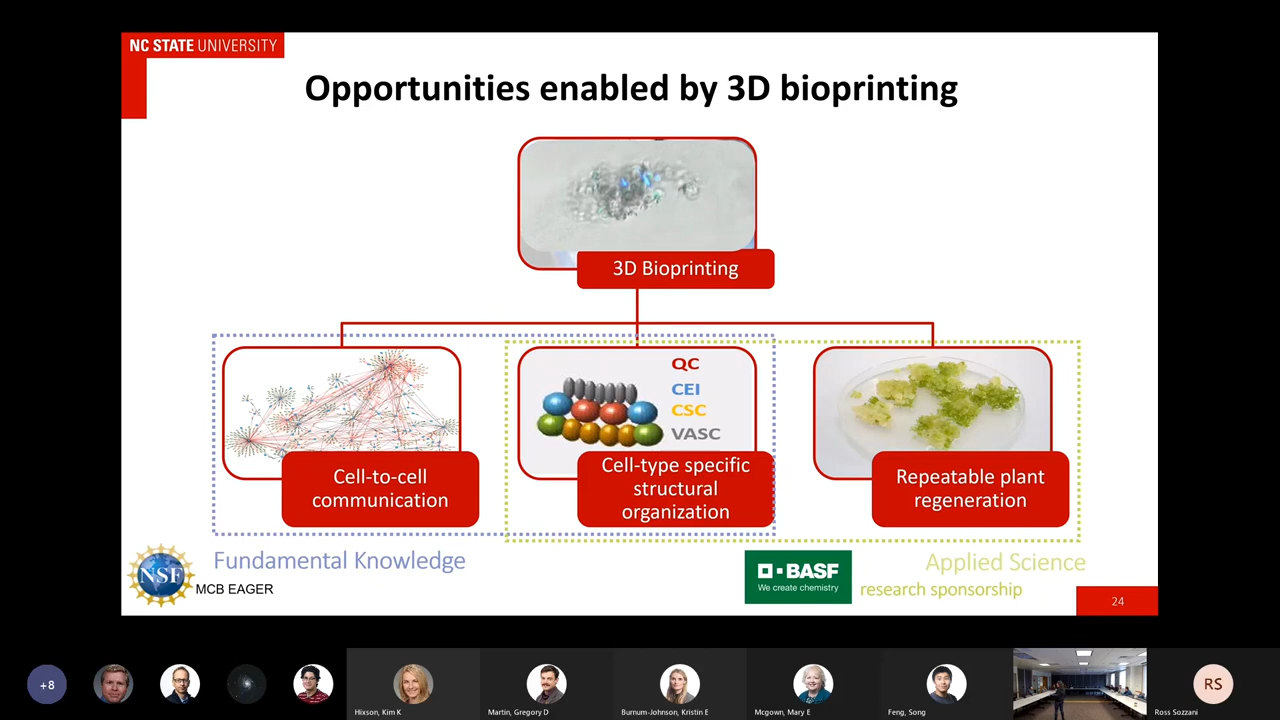 NC STATE UNIVERSITY
Opportunities enabled by 3D bioprinting
3D Bioprinting
QC
CEI
CSC
VASC
Cell-to-cell
communication
Cell-type specific
structural
organization
Repeatable plant
regeneration
Fundamental Knowledge
NSF
MCB EAGER
BASF
We create chemistry
Applied Science
research sponsorship
24
+8
Hixson, Kim K
Martin, Gregory D
Burnum-Johnson, Kristin E
Mcgown, Mary E
Feng, Song
RS
Ross Sozzani